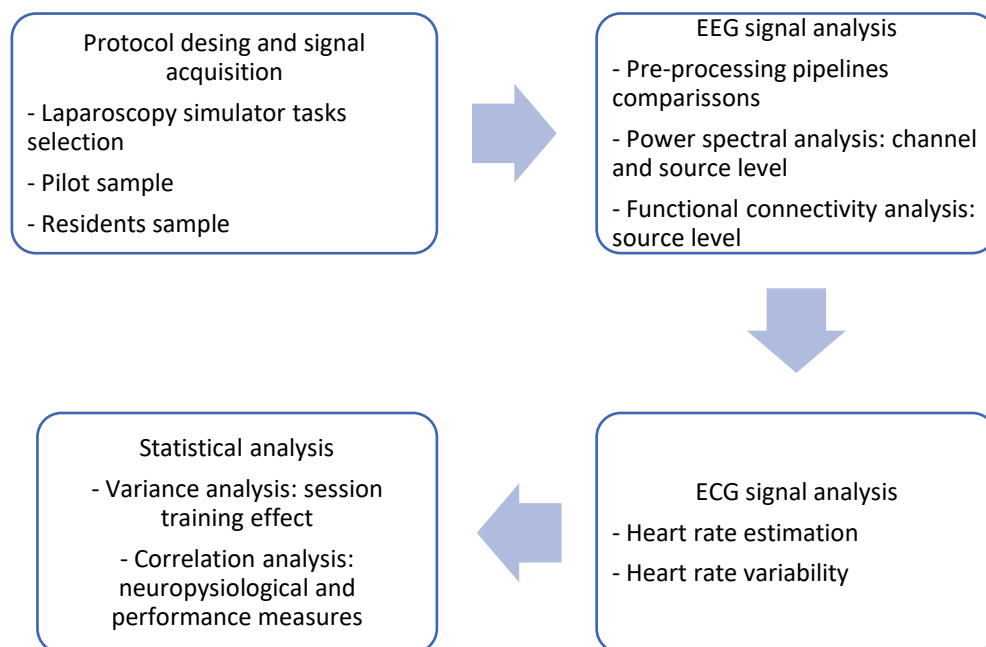 Protocol desing and signal
acquisition
- Laparoscopy simulator tasks
selection
- Pilot sample
- Residents sample
EEG signal analysis
- Pre-processing pipelines
comparissons
- Power spectral analysis: channel
and source level
- Functional connectivity analysis:
source level
ECG signal analysis
- Heart rate estimation
- Heart rate variability
Statistical analysis
- Variance analysis: session
training effect
- Correlation analysis:
neuropysiological and
performance measures